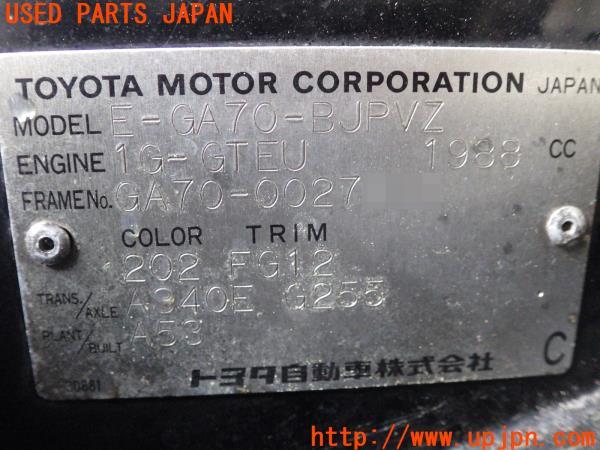 USED PARTS JAPAN
TOYOTA MOTOR CORPORATION JAPAN
MODEL E-GA70-BJPVZ
ENGINE 1G-GTEU 1988 CC
FRAME No. GA70-0027
COLOR TRIM
202 FG12
TRANS./AXLE A340E G255
PLANT/BUILT A53
C
トヨタ自動車株式会社
http://www.upjpn.com/